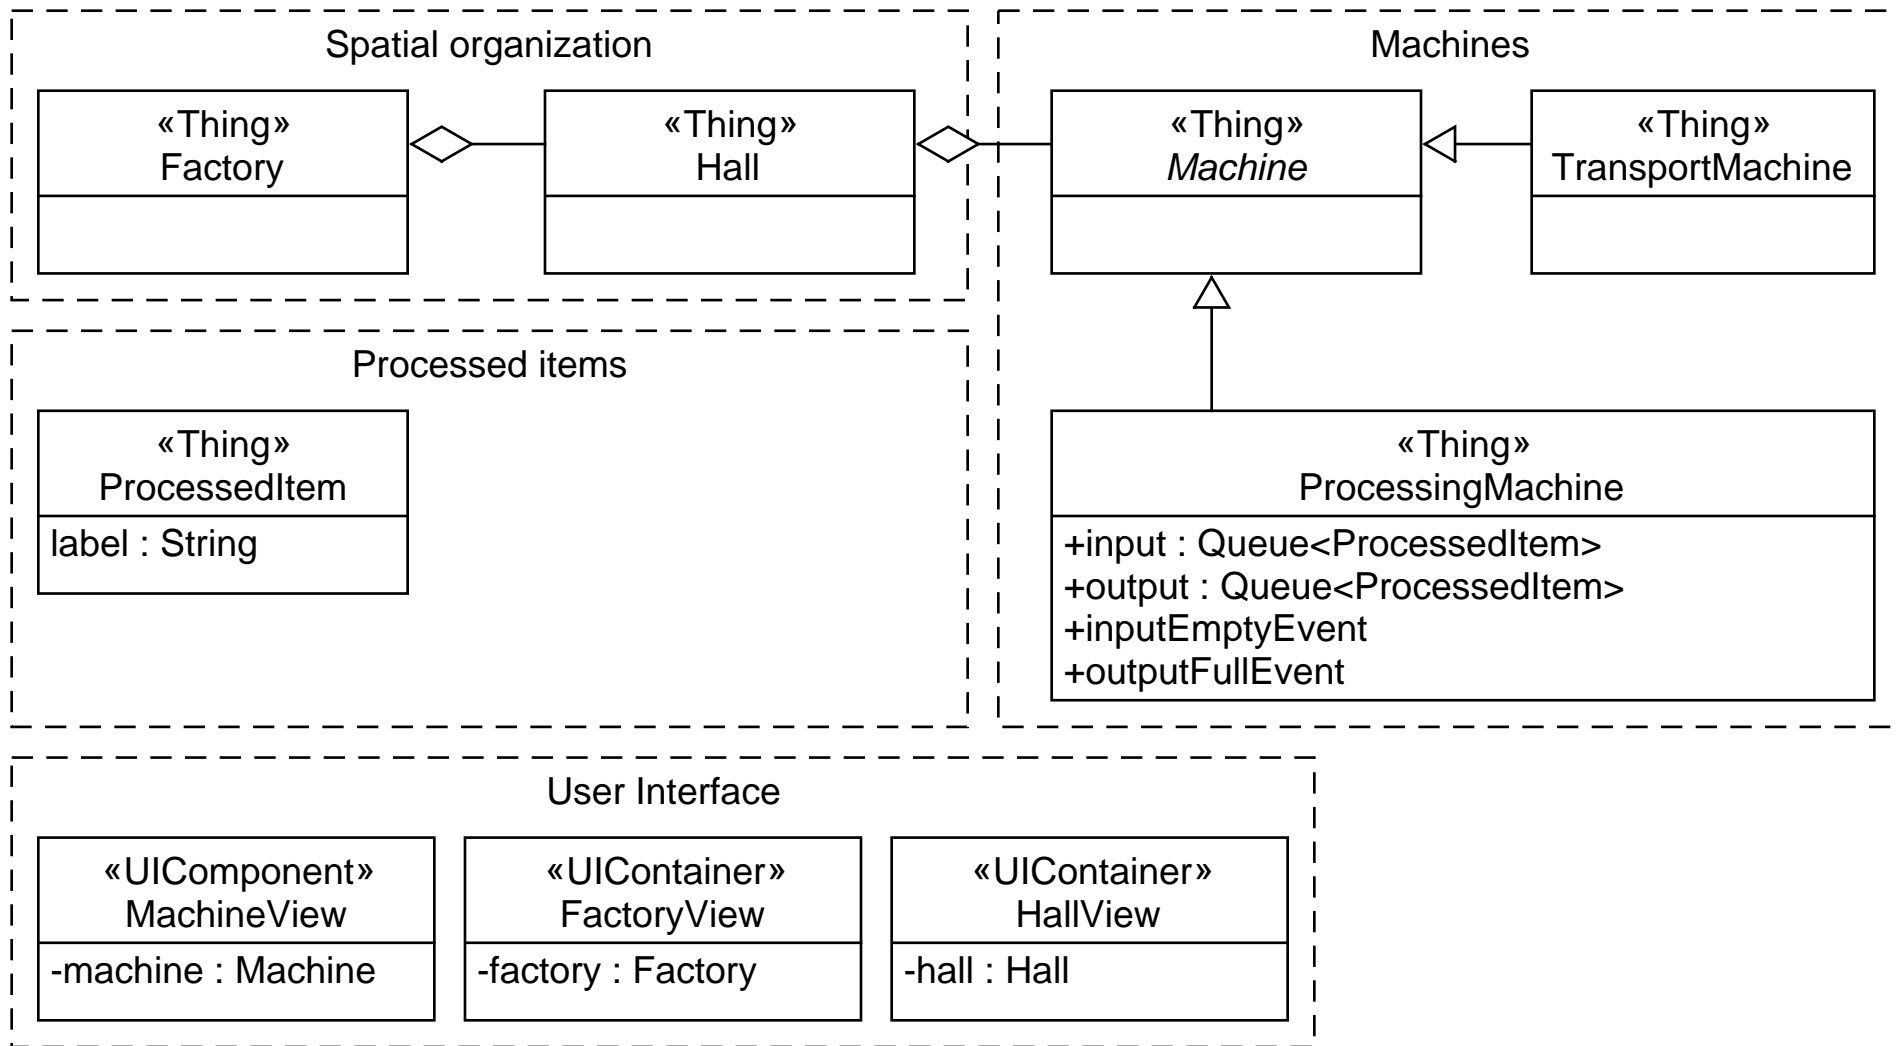 Spatial organization
«Thing»
Factory
«Thing»
Hall
Machines
«Thing»
Machine
«Thing»
TransportMachine
Processed items
«Thing»
ProcessedItem
label : String
«Thing»
ProcessingMachine
+input : Queue<ProcessedItem>
+output : Queue<ProcessedItem>
+inputEmptyEvent
+outputFullEvent
User Interface
«UIComponent»
MachineView
-machine : Machine
«UIContainer»
FactoryView
-factory : Factory
«UIContainer»
HallView
-hall : Hall